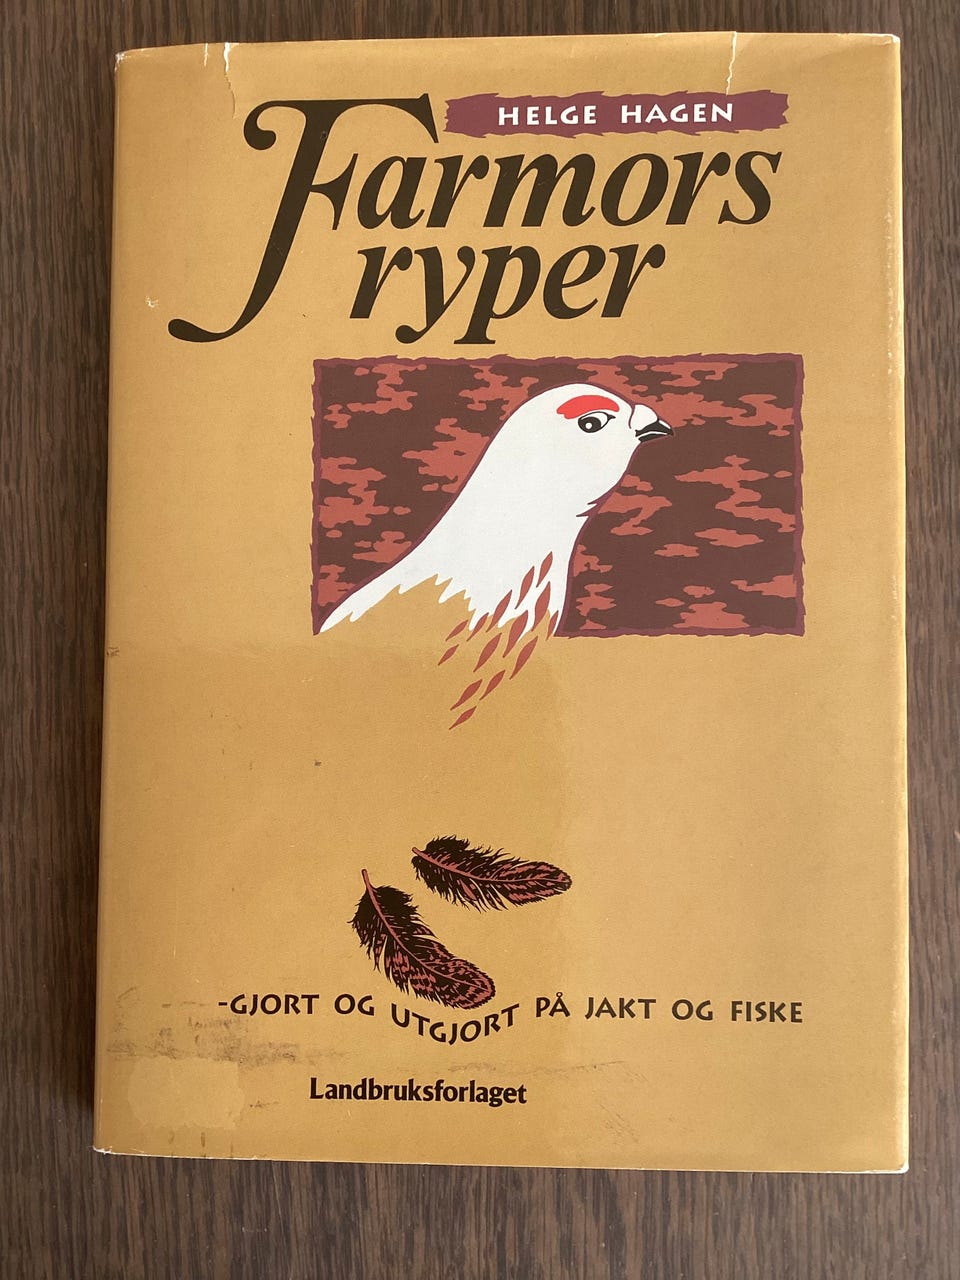 HELGE HAGEN
Farmors
ryper
-GJORT OG UTGJORT PÅ JAKT OG FISKE
Landbruksforlaget